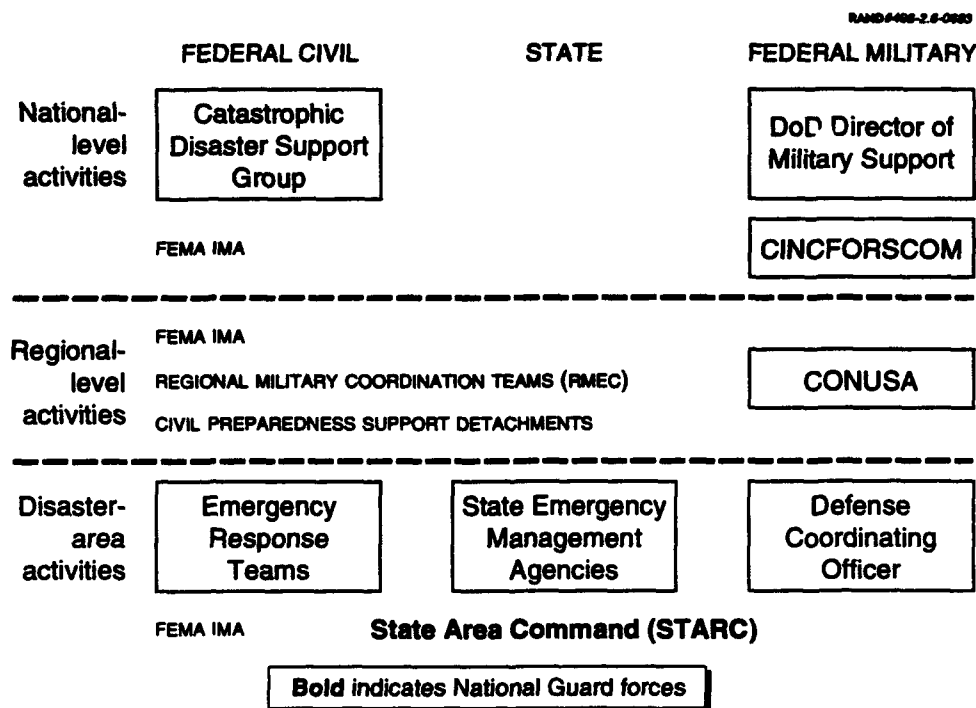 FEDERAL CIVIL STATE FEDERAL MILITARY
National-
level
activities
Catastrophic
Disaster Support
Group
DoD Director of
Military Support
FEMA IMA
CINCFORSCOM
Regional-
level
activities
FEMA IMA
REGIONAL MILITARY COORDINATION TEAMS (RMEC)
CIVIL PREPAREDNESS SUPPORT DETACHMENTS
CONUSA
Disaster-
area
activities
Emergency
Response
Teams
State Emergency
Management
Agencies
Defense
Coordinating
Officer
FEMA IMA
State Area Command (STARC)
Bold indicates National Guard forces